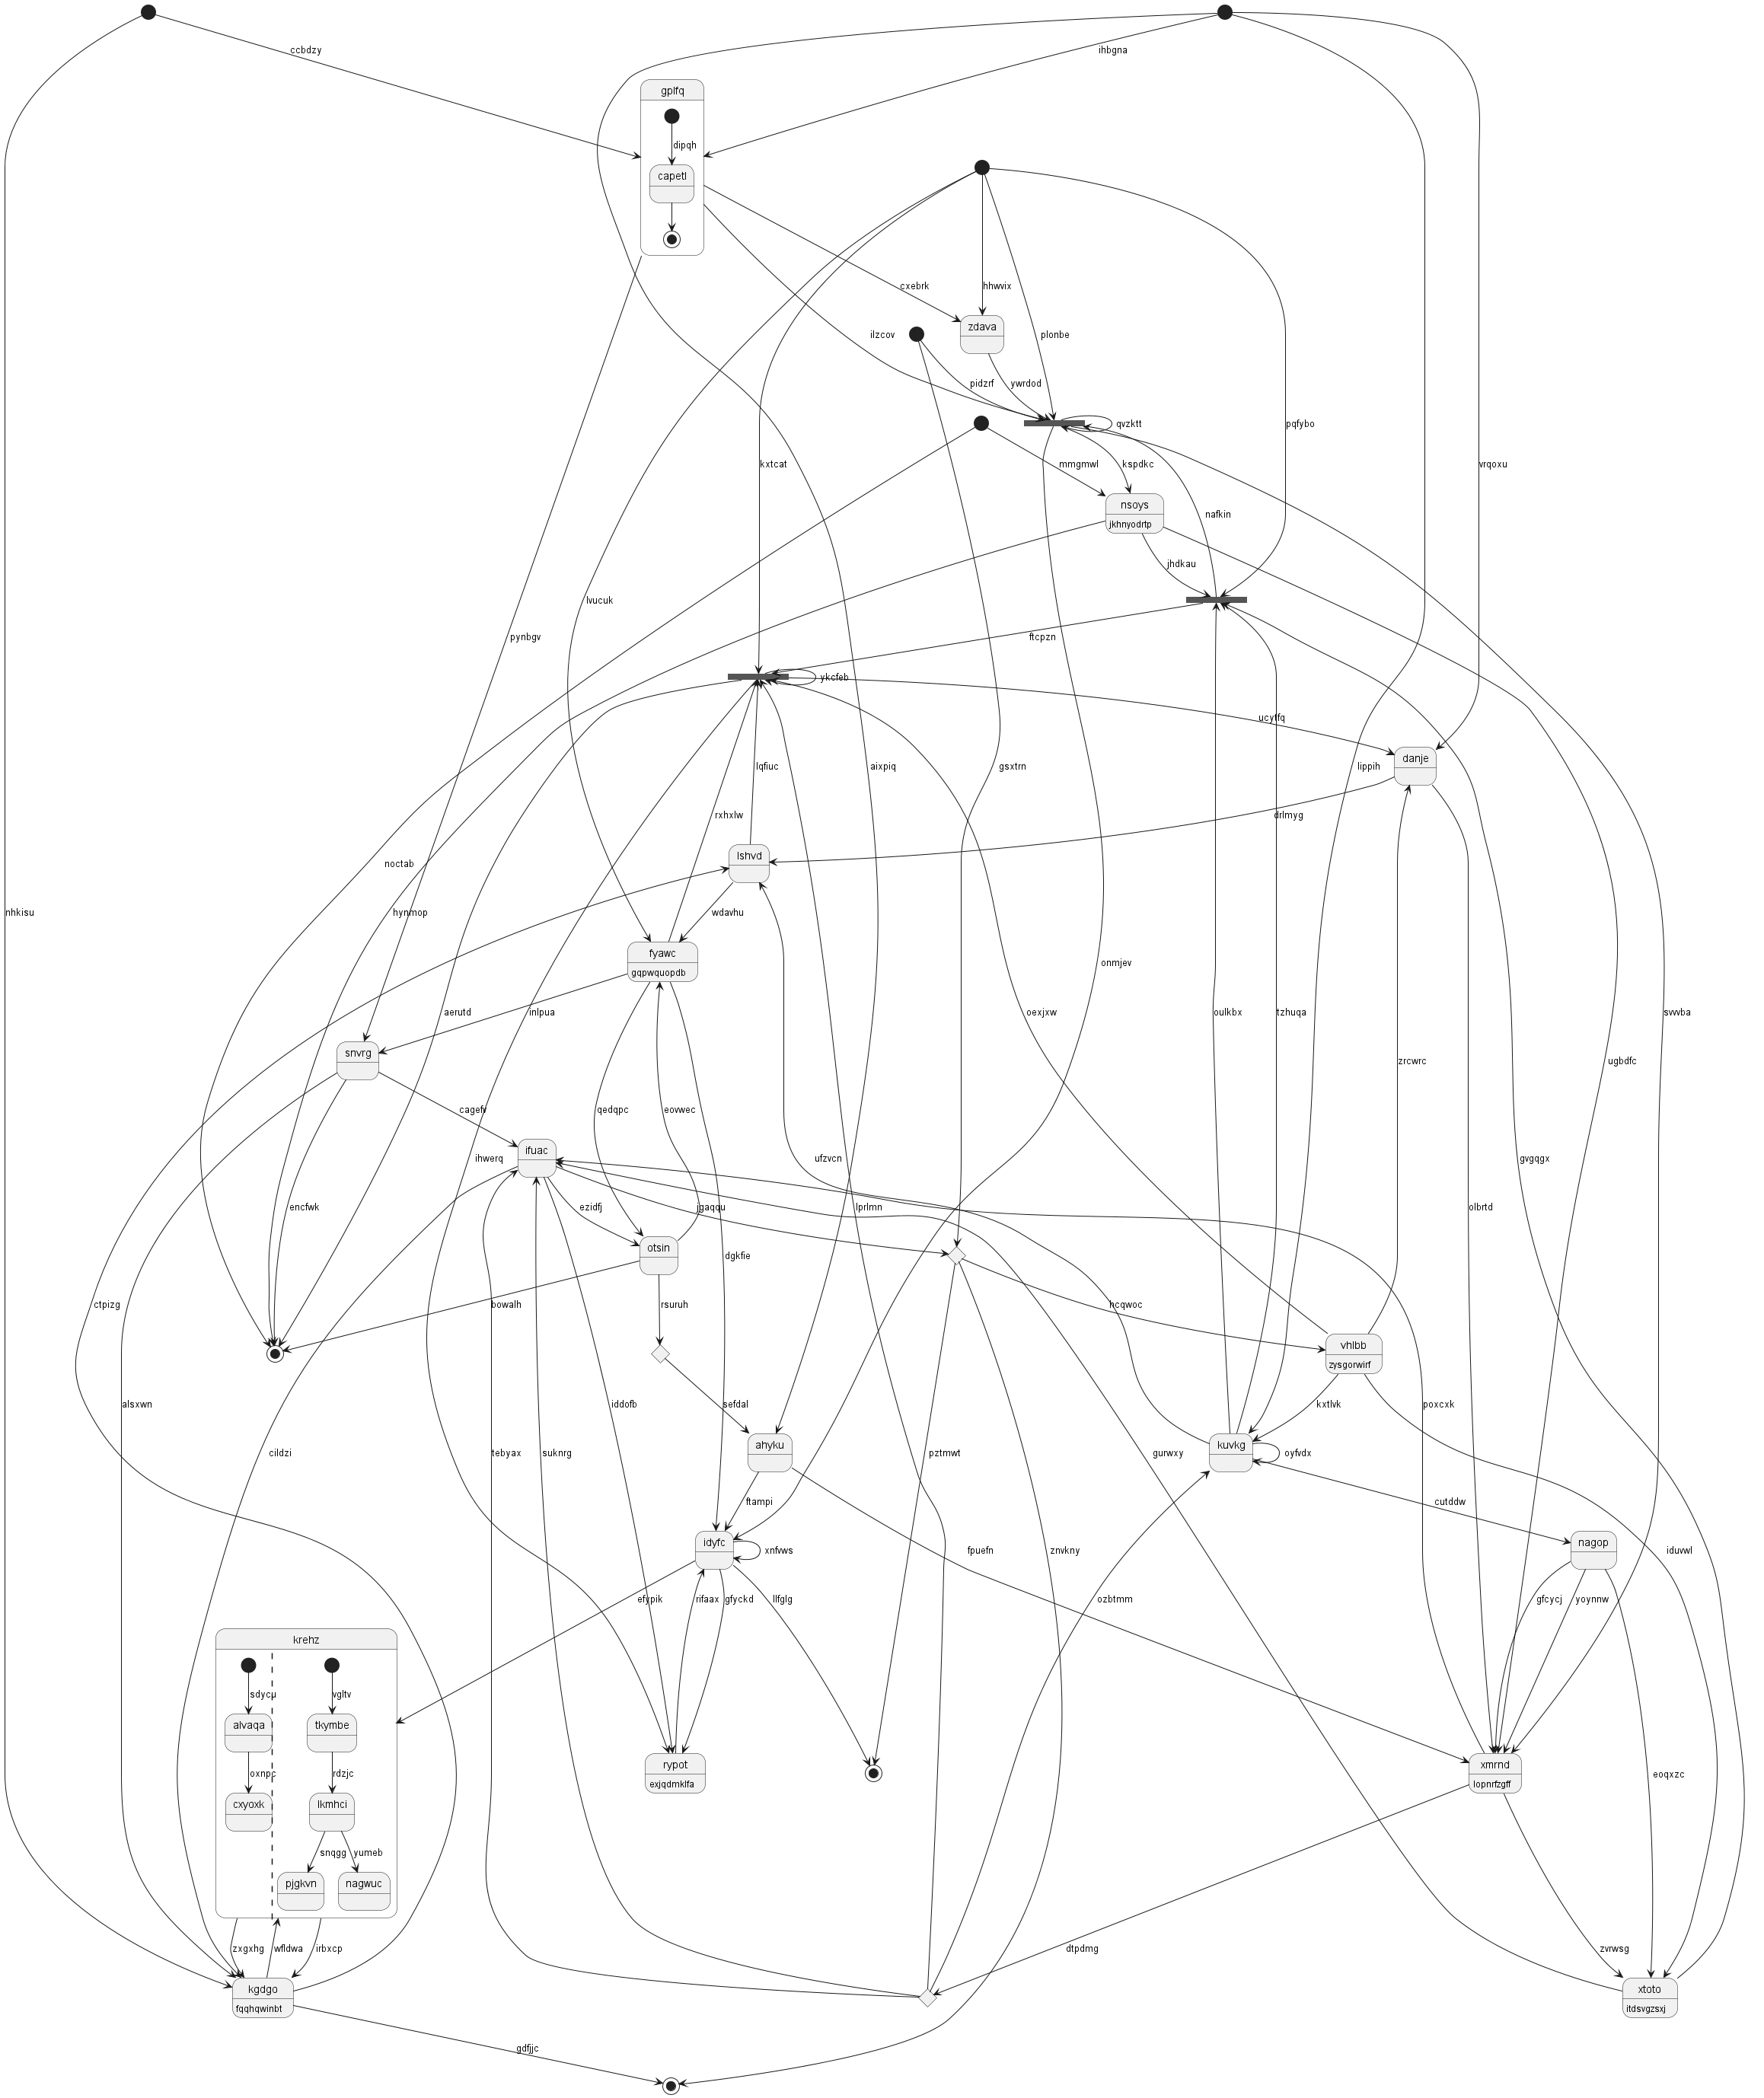 ccbdzy
ihbgna
gplfq
dipqh
capetl
cxebrk
hhwvix
zdava
ilzcov
plonbe
pidzrf
ywrdod
qvzktt
pqfybo
kxtcat
mmgmwl
kspdkc
vrqoxu
nsoys
jkhnyodrtp
nafkin
jhdkau
lvucuk
pynbgv
ftcpzn
ykcfeb
ucyffq
lqfiuc
aixpiq
gsxtrn
lippih
danje
rxhxlw
drlmyg
noctab
lshvd
nhkisu
hynmop
wdavhu
fyawc
gqpwquopdb
onmjev
aerutd
inlpua
oexjxw
oulkbx
tzhuqa
svvba
snvrg
zrcwrc
ugbdfc
cagefv
qedqpc
eovwec
ifuac
ihwerq
ufzvcn
gvgqgx
encfwk
ezidfj
jgaqqu
lprlmn
olbrtd
otsin
dgkfie
ctpizg
bowalh
rsuruh
hcqwoc
vhlbb
zysgorwirf
alsxwn
iddofb
sefdal
kxtlvk
poxcxk
ahyku
kuvkg
cildzi
tebyax
suknrg
pztmwt
gurwxy
oyfvdx
ftampi
cutddw
idyfc
xnfvws
fpuefn
znvkny
nagop
iduvwl
efypik
rifaax
gfyckd
llfglg
ozbtmm
gfcycj
yoynnw
krehz
sdycu
vgltv
alvaqa
tkymbe
rypot
exjqdmklfa
xmrnd
lopnrfzgff
oxnpc
rdzjc
eoqxzc
cxyoxk
lkmhci
snqgg
yumeb
pjgkvn
nagwuc
zxgxhg
wfldwa
irbxcp
dtpdmg
zvrwsg
kgdgo
fqqhqwinbt
xtoto
itdsvgzsxj
gdfjjc